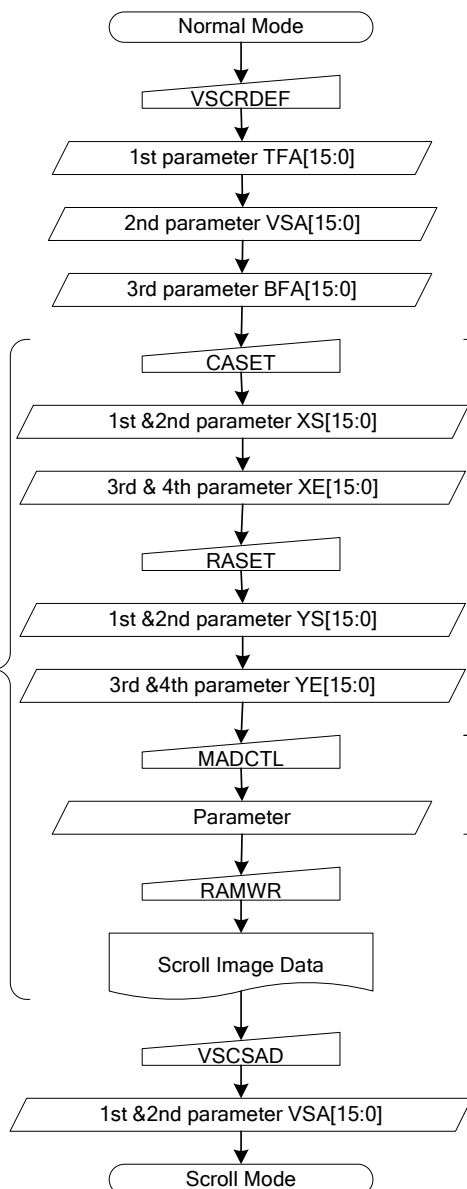 Normal Mode
VSCRDEF
1st parameter TFA[15:0]
2nd parameter VSA[15:0]
3rd parameter BFA[15:0]
CASET
1st &2nd parameter XS[15:0]
3rd & 4th parameter XE[15:0]
RASET
1st &2nd parameter YS[15:0]
3rd &4th parameter YE[15:0]
MADCTL
Parameter
RAMWR
Scroll Image Data
VSCSAD
1st &2nd parameter VSA[15:0]
Scroll Mode